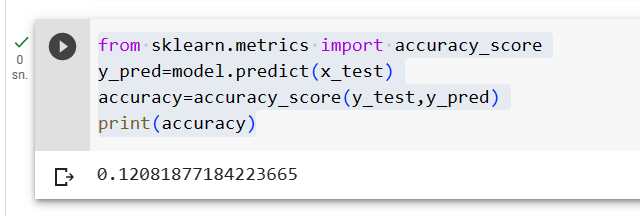 from sklearn.metrics import accuracy_score
y_pred=model.predict(x_test)
accuracy=accuracy_score(y_test,y_pred)
print(accuracy)
0
sn.
0.12081877184223665